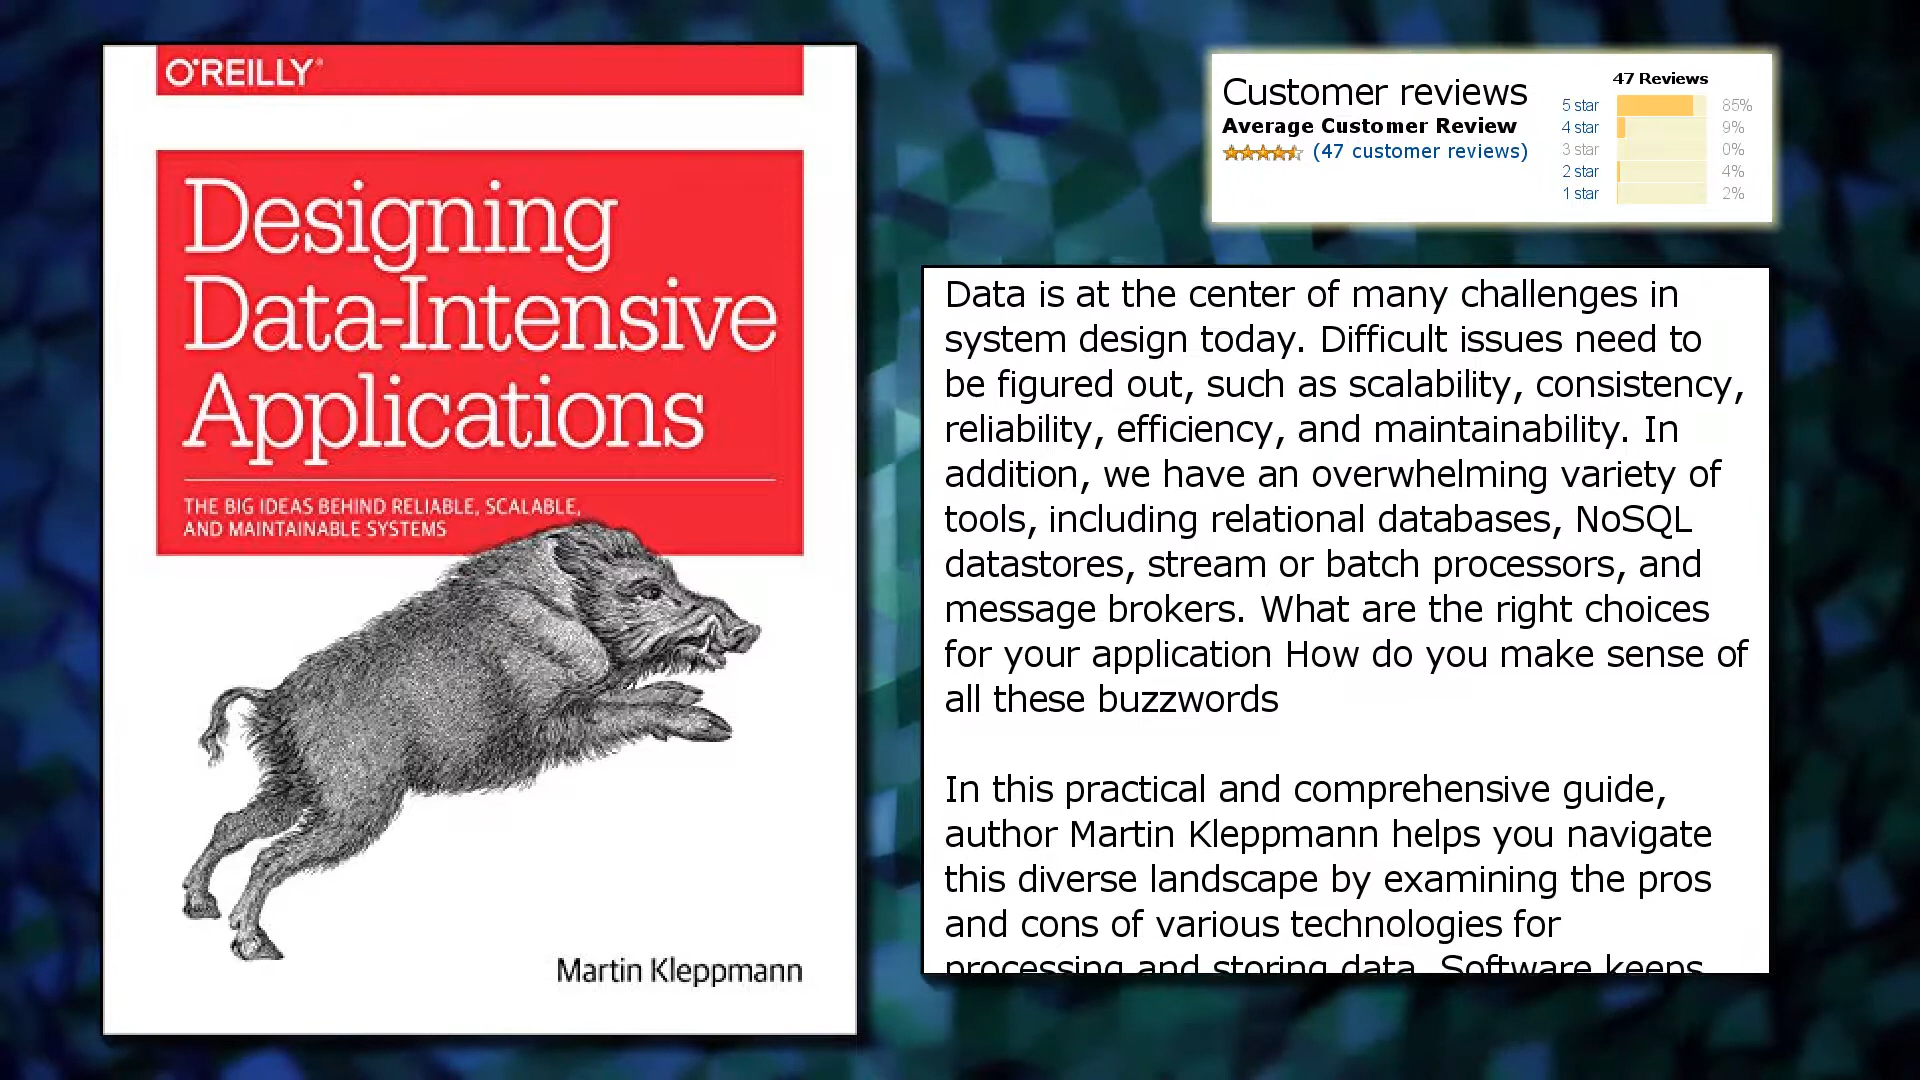 O'REILLY®
Designing
Data-Intensive
Applications
THE BIG IDEAS BEHIND RELIABLE, SCALABLE,
AND MAINTAINABLE SYSTEMS
Martin Kleppmann
Customer reviews
Average Customer Review
(47 customer reviews)
47 Reviews
5 star 85%
4 star 9%
3 star 0%
2 star 4%
1 star 2%
Data is at the center of many challenges in
system design today. Difficult issues need to
be figured out, such as scalability, consistency,
reliability, efficiency, and maintainability. In
addition, we have an overwhelming variety of
tools, including relational databases, NoSQL
datastores, stream or batch processors, and
message brokers. What are the right choices
for your application How do you make sense of
all these buzzwords
In this practical and comprehensive guide,
author Martin Kleppmann helps you navigate
this diverse landscape by examining the pros
and cons of various technologies for
processing and storing data. Software keeps